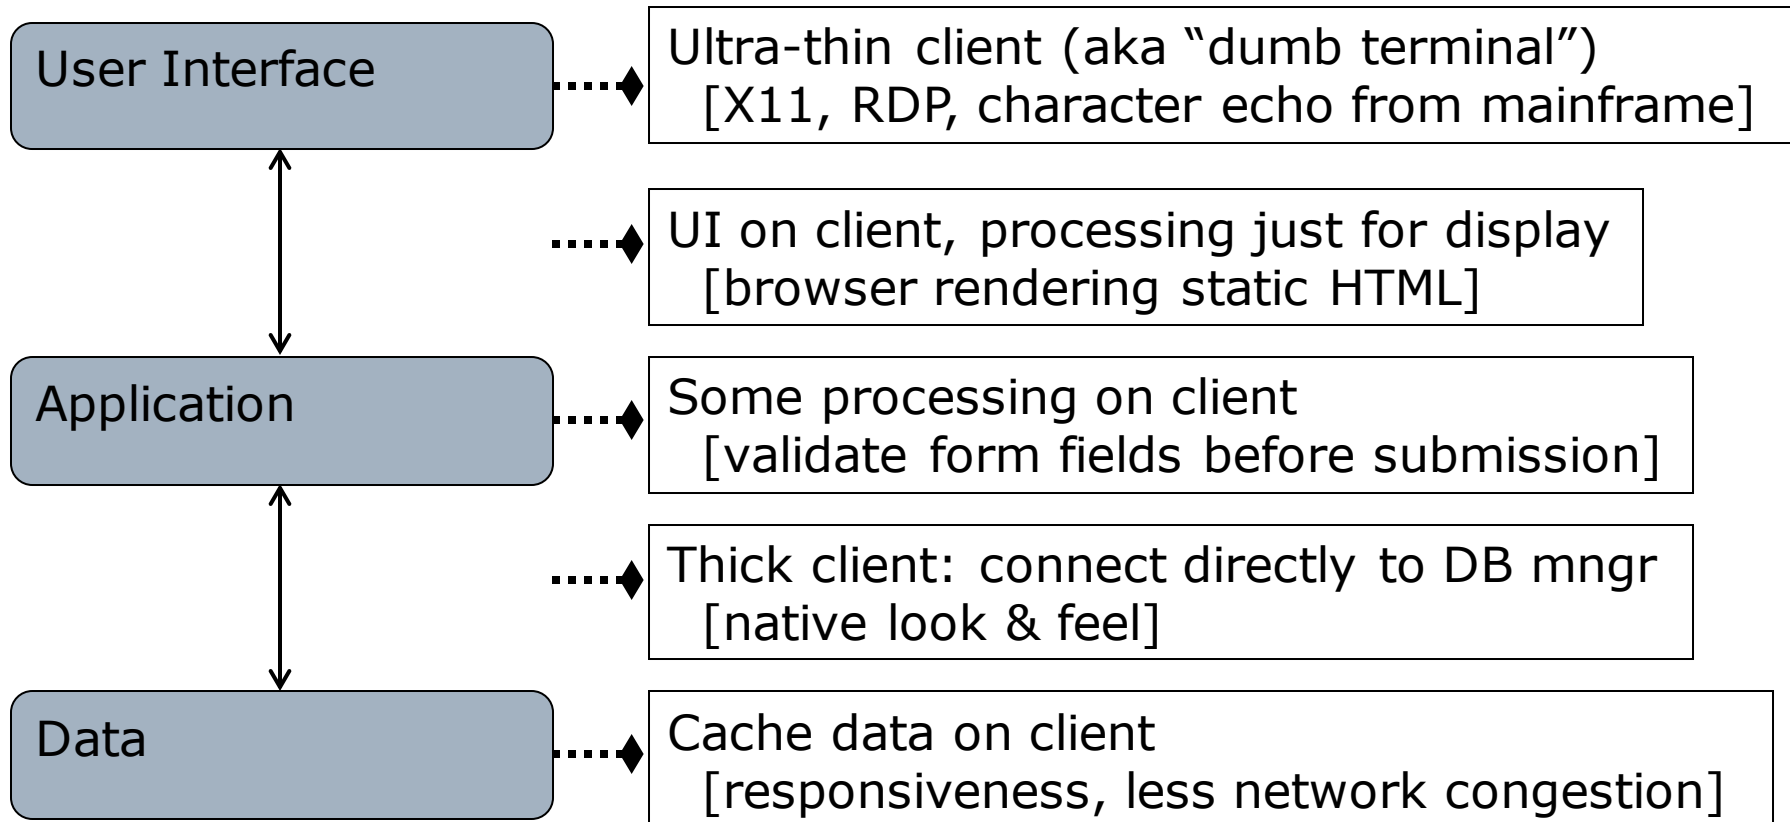 User Interface
Ultra-thin client (aka “dumb terminal”)
[X11, RDP, character echo from mainframe]
UI on client, processing just for display
[browser rendering static HTML]
Application
Some processing on client
[validate form fields before submission]
Thick client: connect directly to DB mngr
[native look & feel]
Data
Cache data on client
[responsiveness, less network congestion]